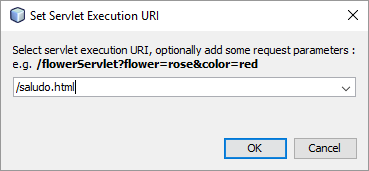 Set Servlet Execution URI
Select servlet execution URI, optionally add some request parameters :
e.g. /flowerServlet?flower=rose&color=red
/saludo.html
OK
Cancel